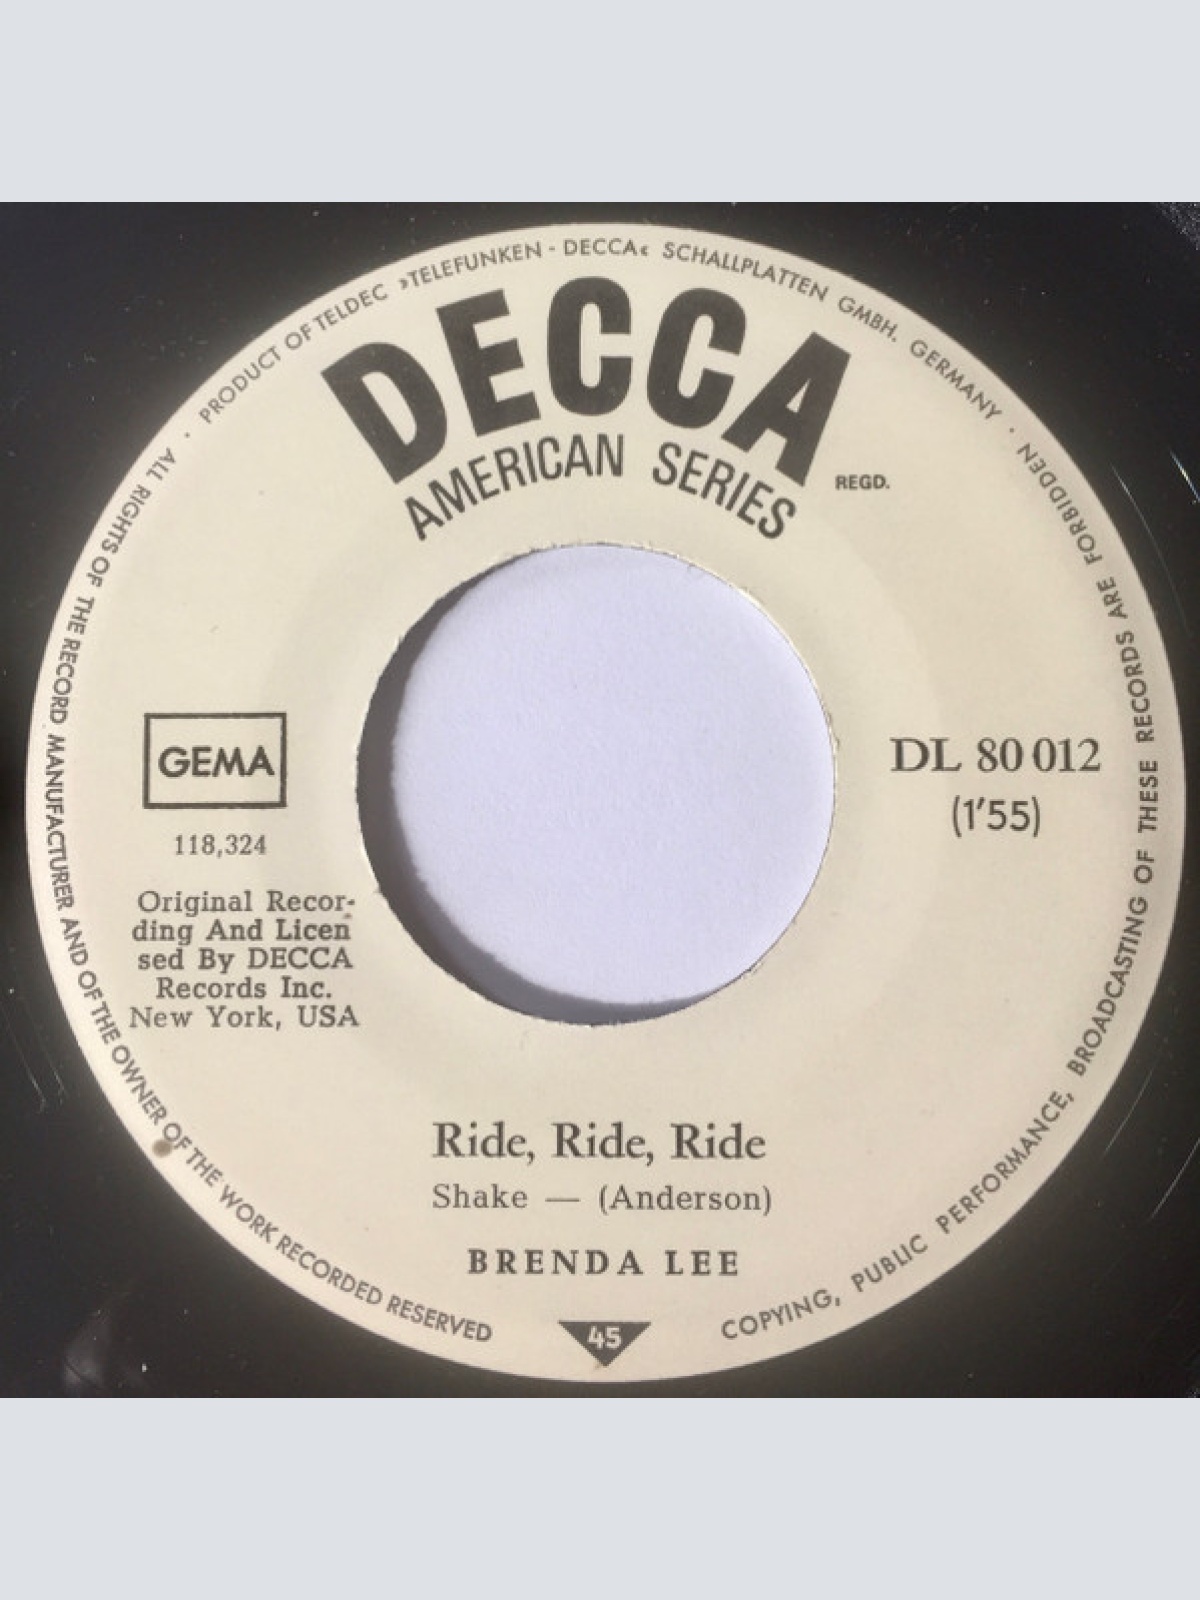 PRODUCT OF TELDEC »TELEFUNKEN - DECCA« SCHALLPLATTEN GMBH. GERMANY ·
DECCA
AMERICAN SERIES
REGD.
GEMA
118,324
Original Recor-
ding And Licen
sed By DECCA
Records Inc.
New York, USA
DL 80 012
(1'55)
Ride, Ride, Ride
Shake — (Anderson)
BRENDA LEE
45
ALL RIGHTS OF THE RECORD MANUFACTURER AND OF THE OWNER OF THE WORK RECORDED RESERVED
COPYING, PUBLIC PERFORMANCE, BROADCASTING OF THESE RECORDS ARE FORBIDDEN ·